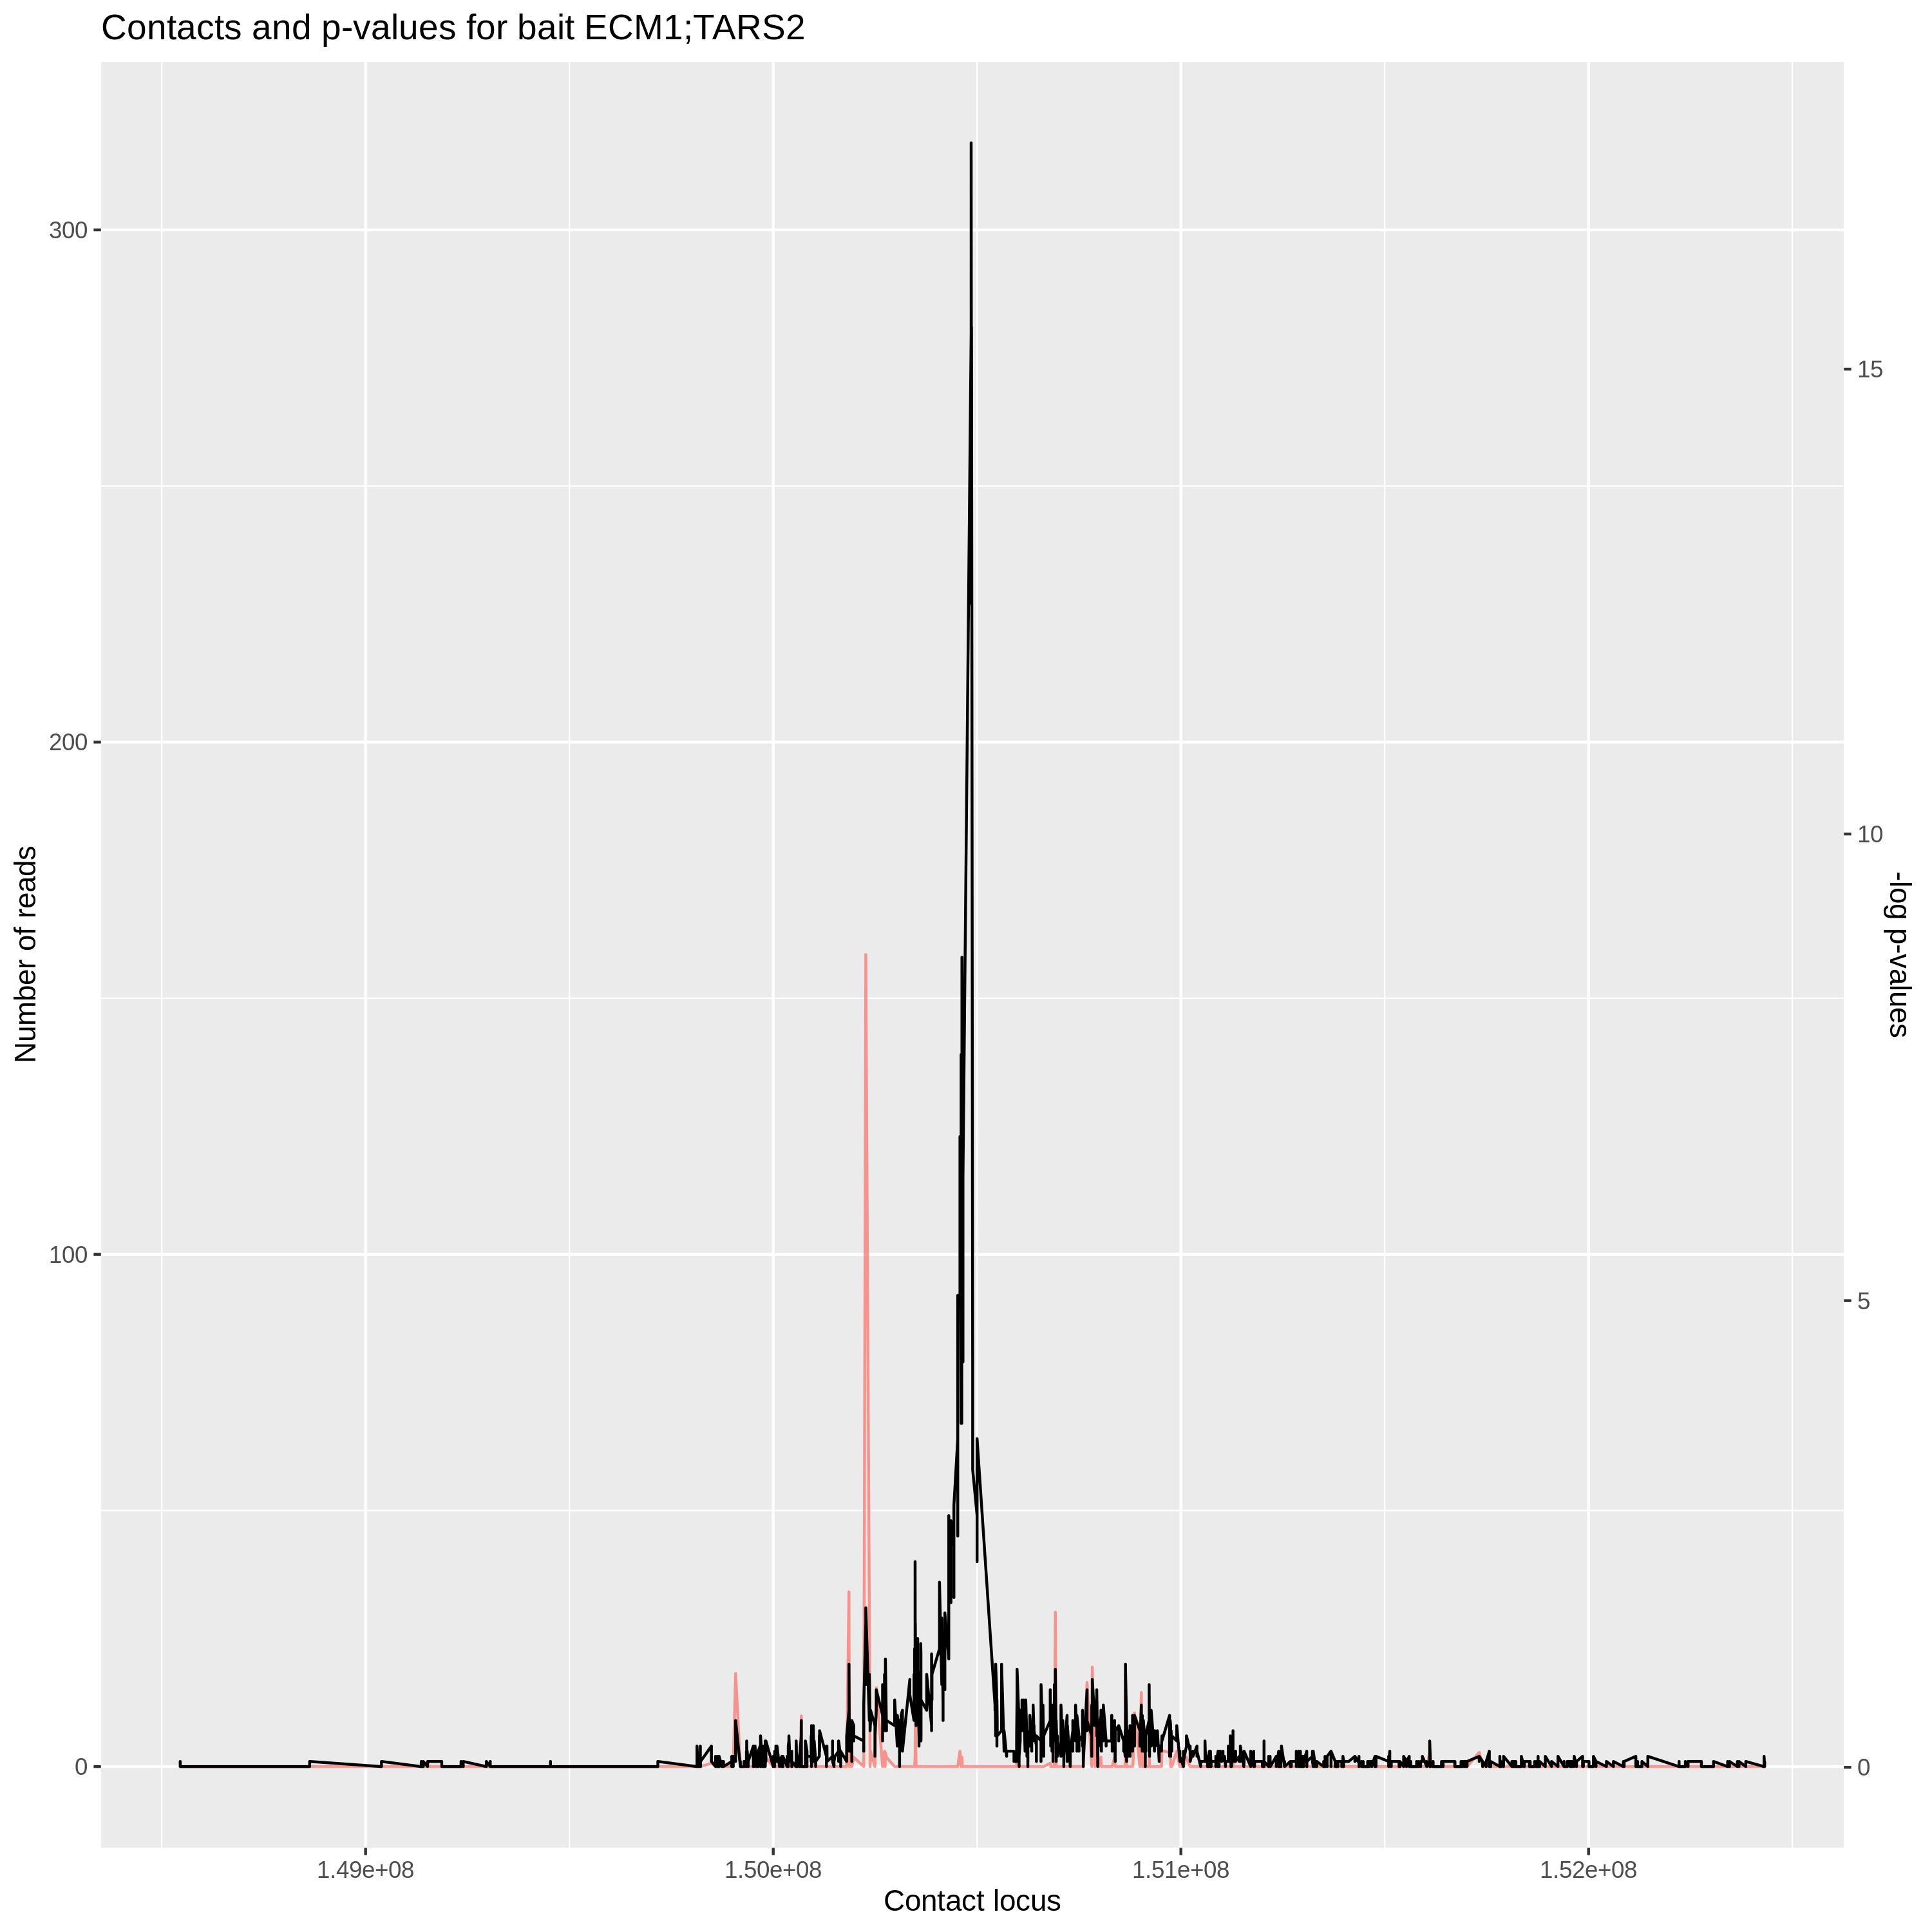 Contacts and p-values for bait ECM1;TARS2
300
200
100
0
Number of reads
15
10
5
0
-log p-values
1.49e+08
1.50e+08
1.51e+08
1.52e+08
Contact locus